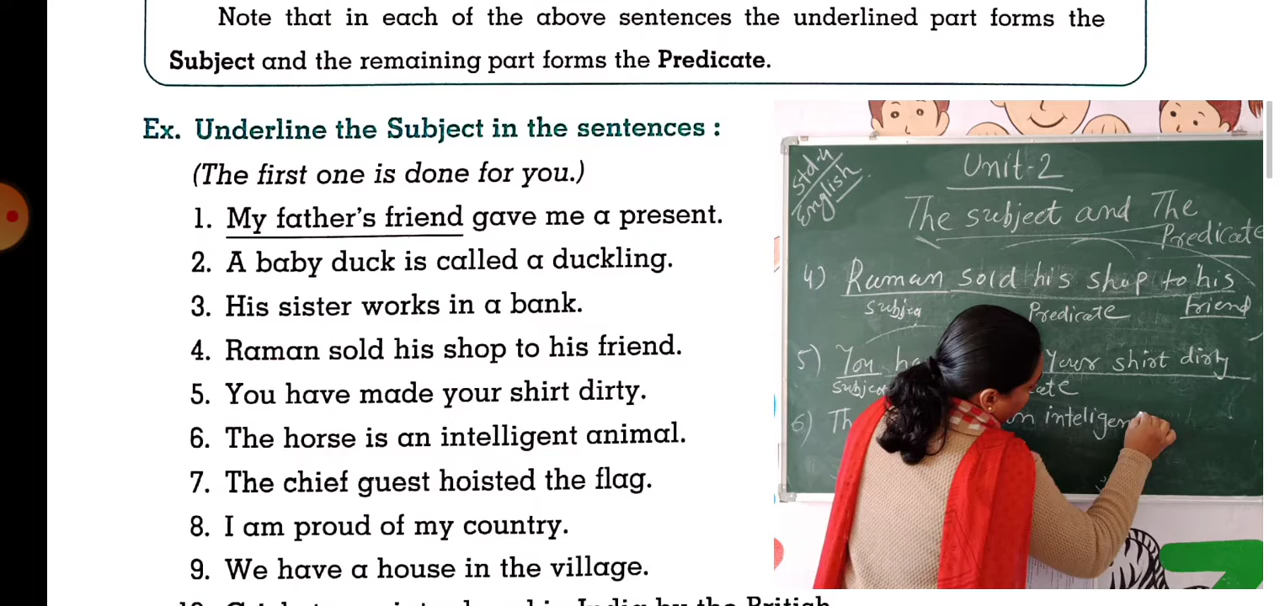 Note that in each of the above sentences the underlined part forms the
Subject and the remaining part forms the Predicate.
Ex. Underline the Subject in the sentences :
(The first one is done for you.)
1. My father's friend gave me a present.
2. A baby duck is called a duckling.
3. His sister works in a bank.
4. Raman sold his shop to his friend.
5. You have made your shirt dirty.
6. The horse is an intelligent animal.
7. The chief guest hoisted the flag.
8. I am proud of my country.
9. We have a house in the village.
Std-4
English
Unit-2
The subject and The
Predicate
4) Raman sold his shop to his
friend
Predicate
5) You Your shirt dirty
6) Th inteligen